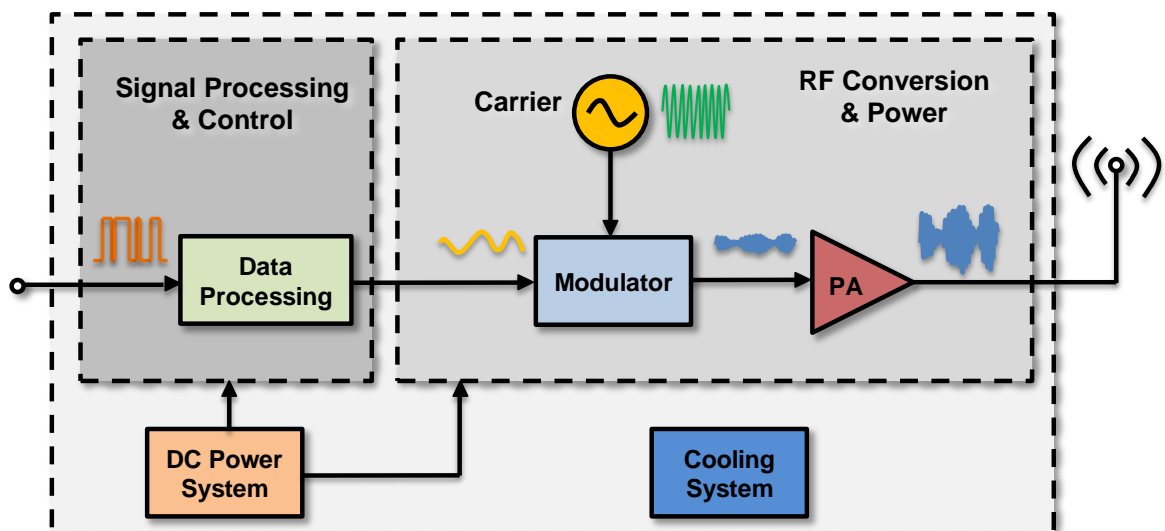 Signal Processing
& Control
Carrier
RF Conversion
& Power
Data
Processing
Modulator
PA
DC Power
System
Cooling
System